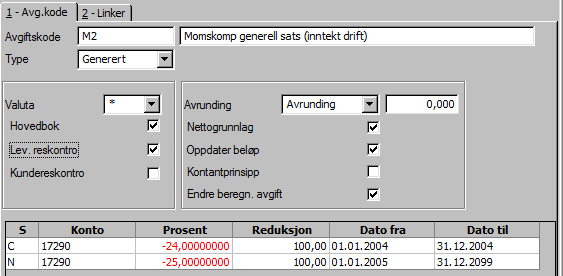 1 - Avg.kode 2 - Linker
Avgiftskode M2 Momskomp generell sats (inntekt drift)
Type Generert
Valuta * Avrunding Avrunding 0,000
Hovedbok Nettogrunnlag
Lev. reskontro Oppdater beløp
Kundereskontro Kontantprinsipp
Endre beregn. avgift
S Konto Prosent Reduksjon Dato fra Dato til
C 17290 -24,00000000 100,00 01.01.2004 31.12.2004
N 17290 -25,00000000 100,00 01.01.2005 31.12.2099